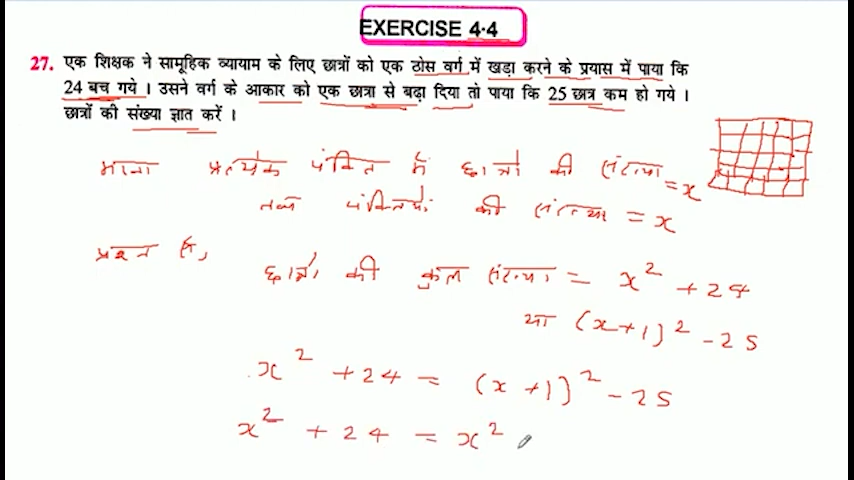 EXERCISE 4.4
27. एक शिक्षक ने सामूहिक व्यायाम के लिए छात्रों को एक ठोस वर्ग में खड़ा करने के प्रयास में पाया कि
24 बच गये । उसने वर्ग के आकार को एक छात्रा से बढ़ा दिया तो पाया कि 25 छात्र कम हो गये ।
छात्रों की संख्या ज्ञात करें ।
माना प्रत्येक पंक्ति में छात्रों की संख्या = x
तब पंक्तियों की संख्या = x
प्रश्न से,
छात्रों की कुल संख्या = x² + 24
या (x+1)² - 25
x² + 24 = (x+1)² - 25
x² + 24 = x²